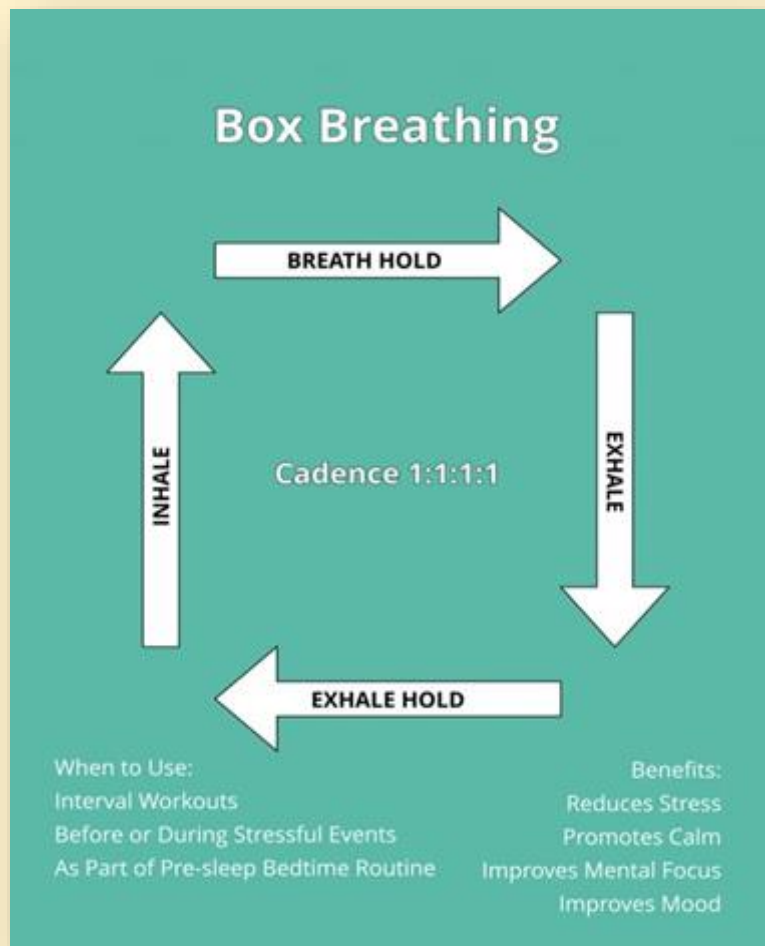 Box Breathing
BREATH HOLD
INHALE
EXHALE
Cadence 1:1:1:1
EXHALE HOLD
When to Use:
Interval Workouts
Before or During Stressful Events
As Part of Pre-sleep Bedtime Routine
Benefits:
Reduces Stress
Promotes Calm
Improves Mental Focus
Improves Mood